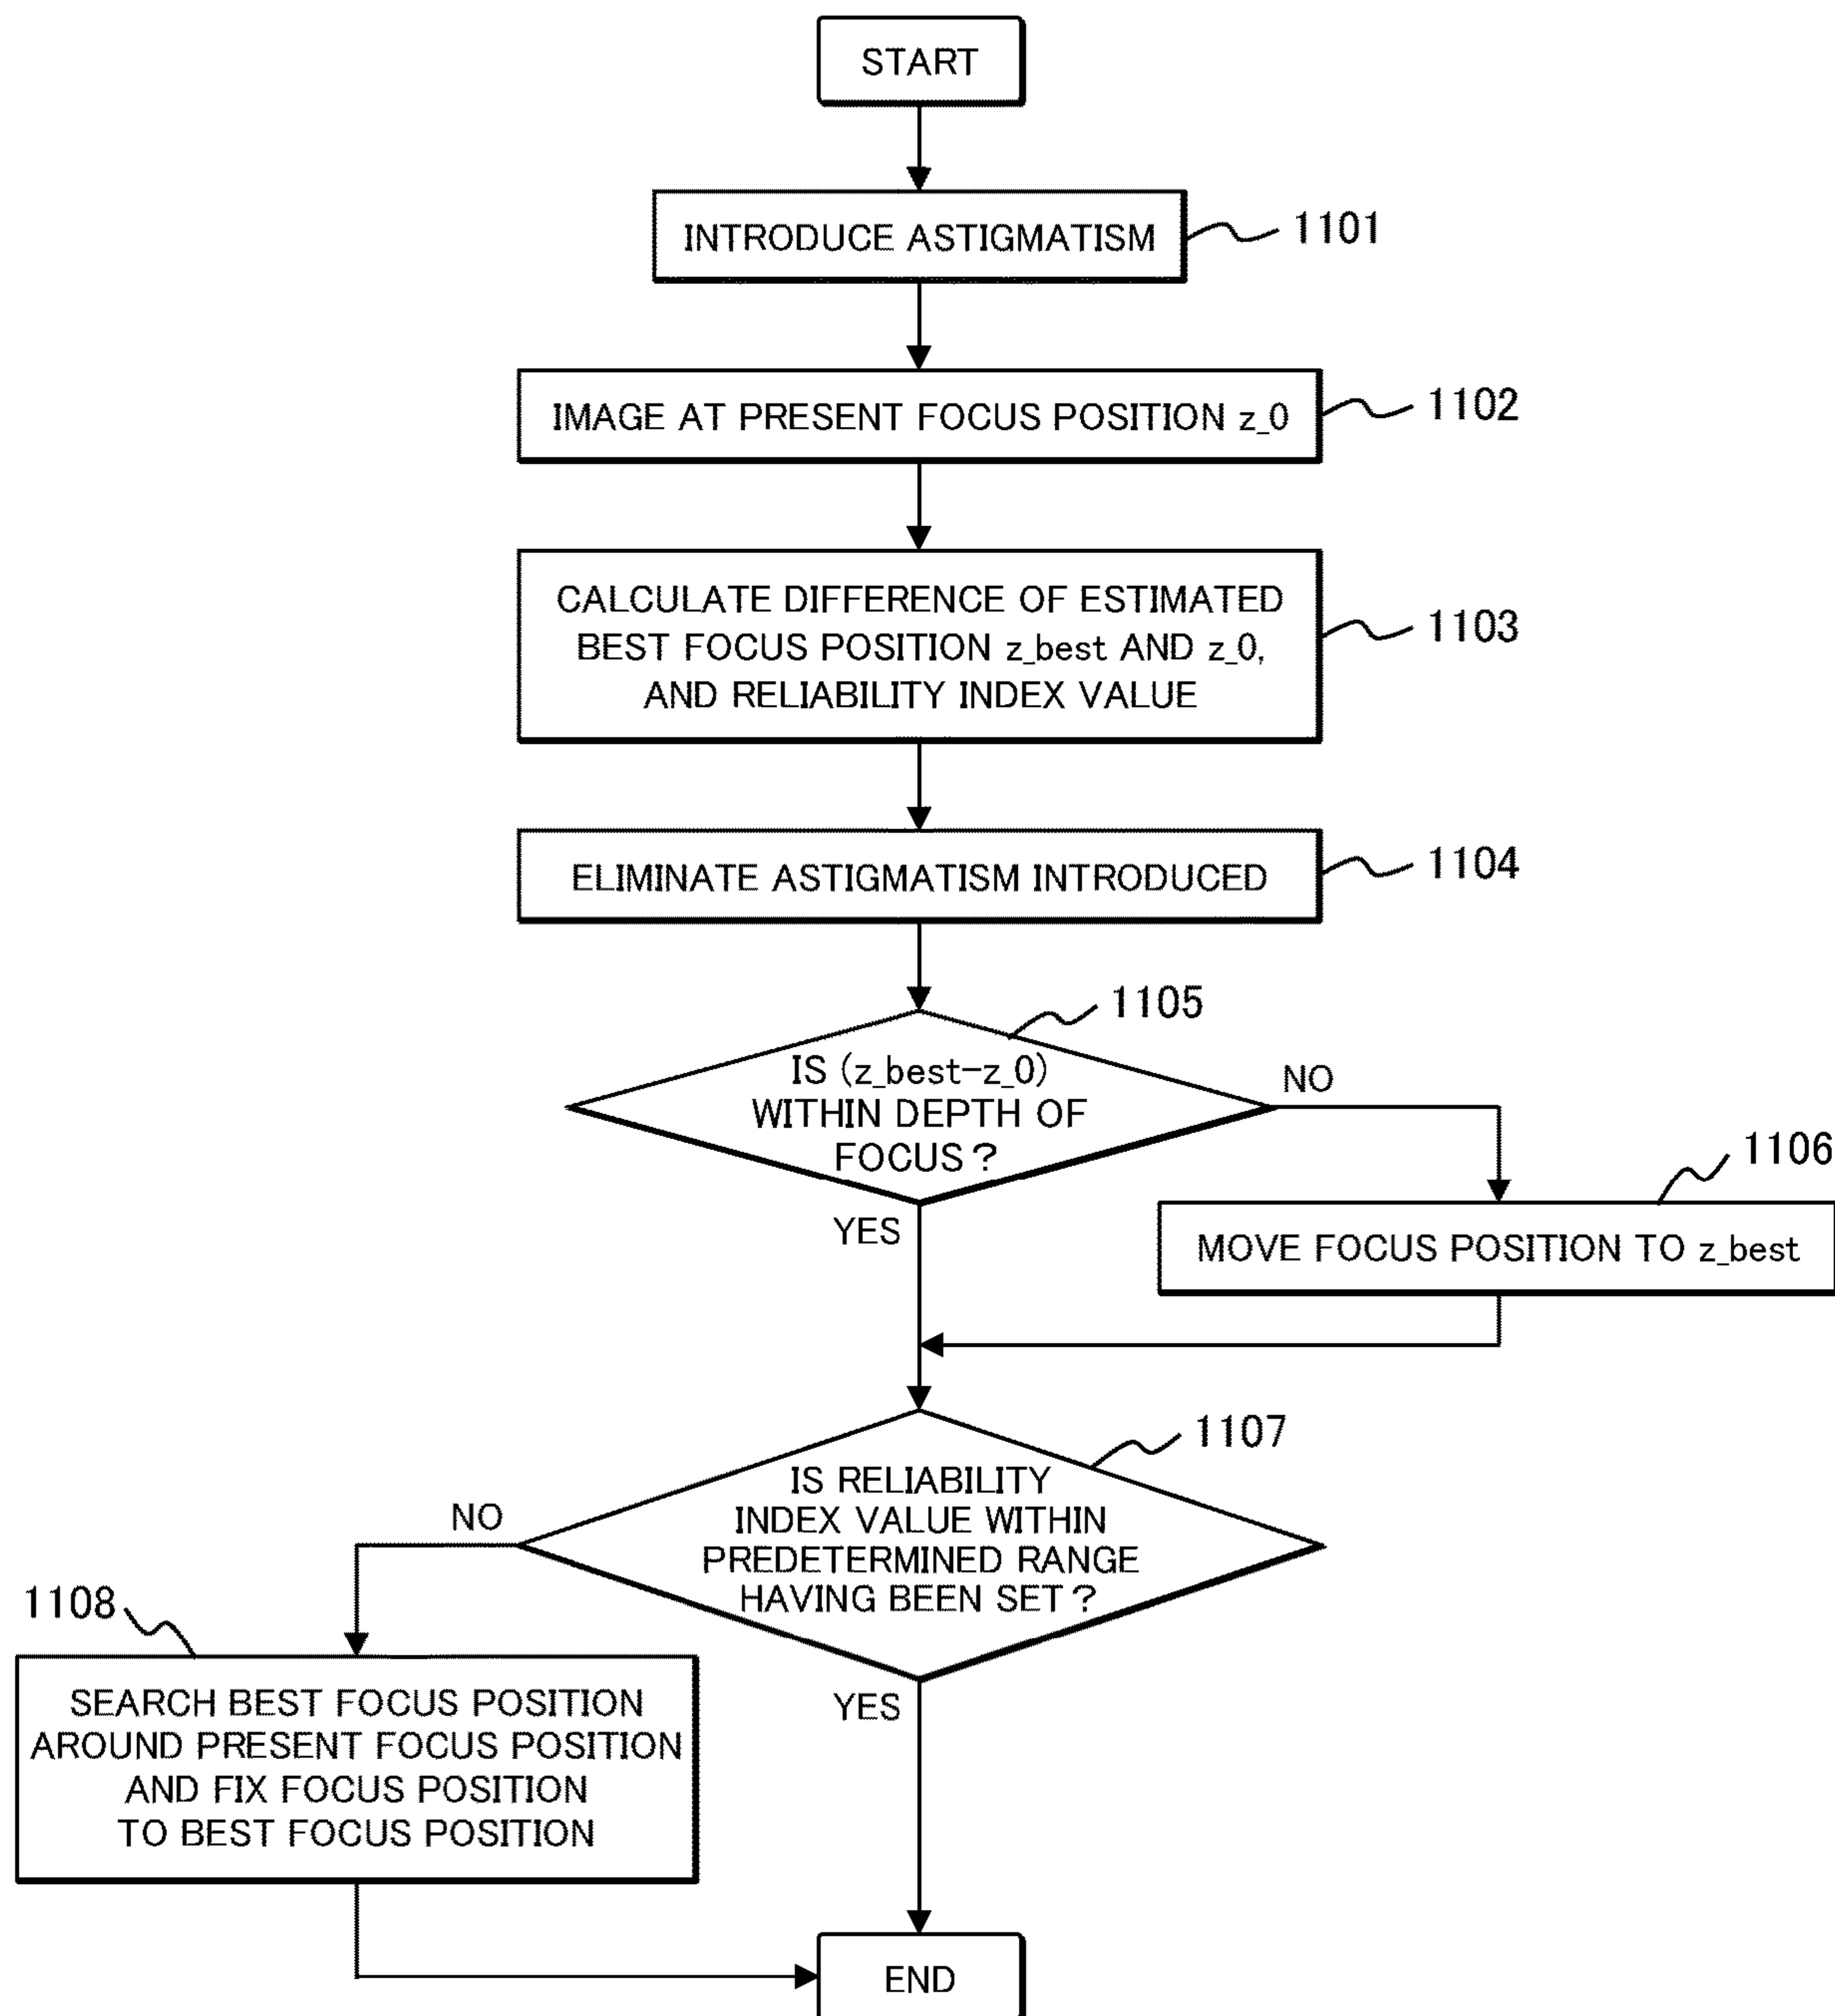 START
INTRODUCE ASTIGMATISM
1101
IMAGE AT PRESENT FOCUS POSITION z_0
1102
CALCULATE DIFFERENCE OF ESTIMATED
BEST FOCUS POSITION z_best AND z_0,
AND RELIABILITY INDEX VALUE
1103
ELIMINATE ASTIGMATISM INTRODUCED
1104
1105
IS (z_best-z_0)
WITHIN DEPTH OF
FOCUS?
NO
YES
1106
MOVE FOCUS POSITION TO z_best
1107
IS RELIABILITY
INDEX VALUE WITHIN
PREDETERMINED RANGE
HAVING BEEN SET?
NO
YES
1108
SEARCH BEST FOCUS POSITION
AROUND PRESENT FOCUS POSITION
AND FIX FOCUS POSITION
TO BEST FOCUS POSITION
END